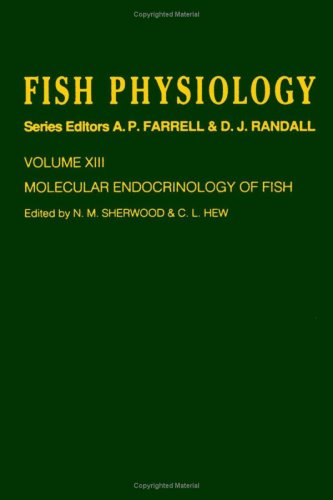 FISH PHYSIOLOGY
Series Editors A. P. FARRELL & D. J. RANDALL
VOLUME XIII
MOLECULAR ENDOCRINOLOGY OF FISH
Edited by N. M. SHERWOOD & C. L. HEW